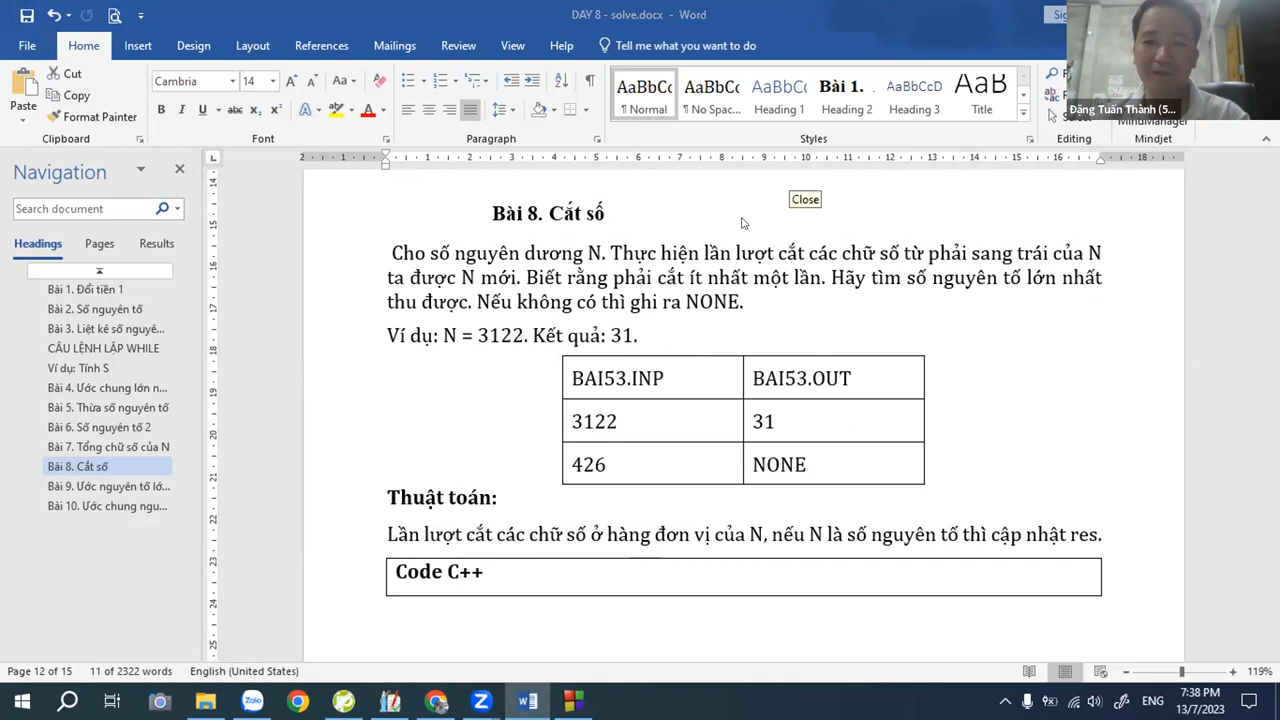 DAY 8 - solve.docx - Word
File Home Insert Design Layout References Mailings Review View Help Tell me what you want to do
Đặng Tuấn Thành (5...
Paste
Cut
Copy
Format Painter
Clipboard
Cambria 14
Font
Paragraph
AaBbCc AaBbCc AaBbCc Bài 1. AaBbCcD AaB
¶ Normal ¶ No Spac... Heading 1 Heading 2 Heading 3 Title
Styles
Editing
MindManager
Mindjet
Navigation
Search document
Headings Pages Results
Bài 1. Đổi tiền 1
Bài 2. Số nguyên tố
Bài 3. Liệt kê số nguyê...
CÂU LỆNH LẶP WHILE
Ví dụ: Tính S
Bài 4. Ước chung lớn n...
Bài 5. Thừa số nguyên tố
Bài 6. Số nguyên tố 2
Bài 7. Tổng chữ số của N
Bài 8. Cắt số
Bài 9. Ước nguyên tố lớ...
Bài 10. Ước chung ngu...
Close
Bài 8. Cắt số
Cho số nguyên dương N. Thực hiện lần lượt cắt các chữ số từ phải sang trái của N
ta được N mới. Biết rằng phải cắt ít nhất một lần. Hãy tìm số nguyên tố lớn nhất
thu được. Nếu không có thì ghi ra NONE.
Ví dụ: N = 3122. Kết quả: 31.
BAI53.INP BAI53.OUT
3122 31
426 NONE
Thuật toán:
Lần lượt cắt các chữ số ở hàng đơn vị của N, nếu N là số nguyên tố thì cập nhật res.
Code C++
Page 12 of 15 11 of 2322 words English (United States) 119%
Zalo
ENG
7:38 PM
13/7/2023